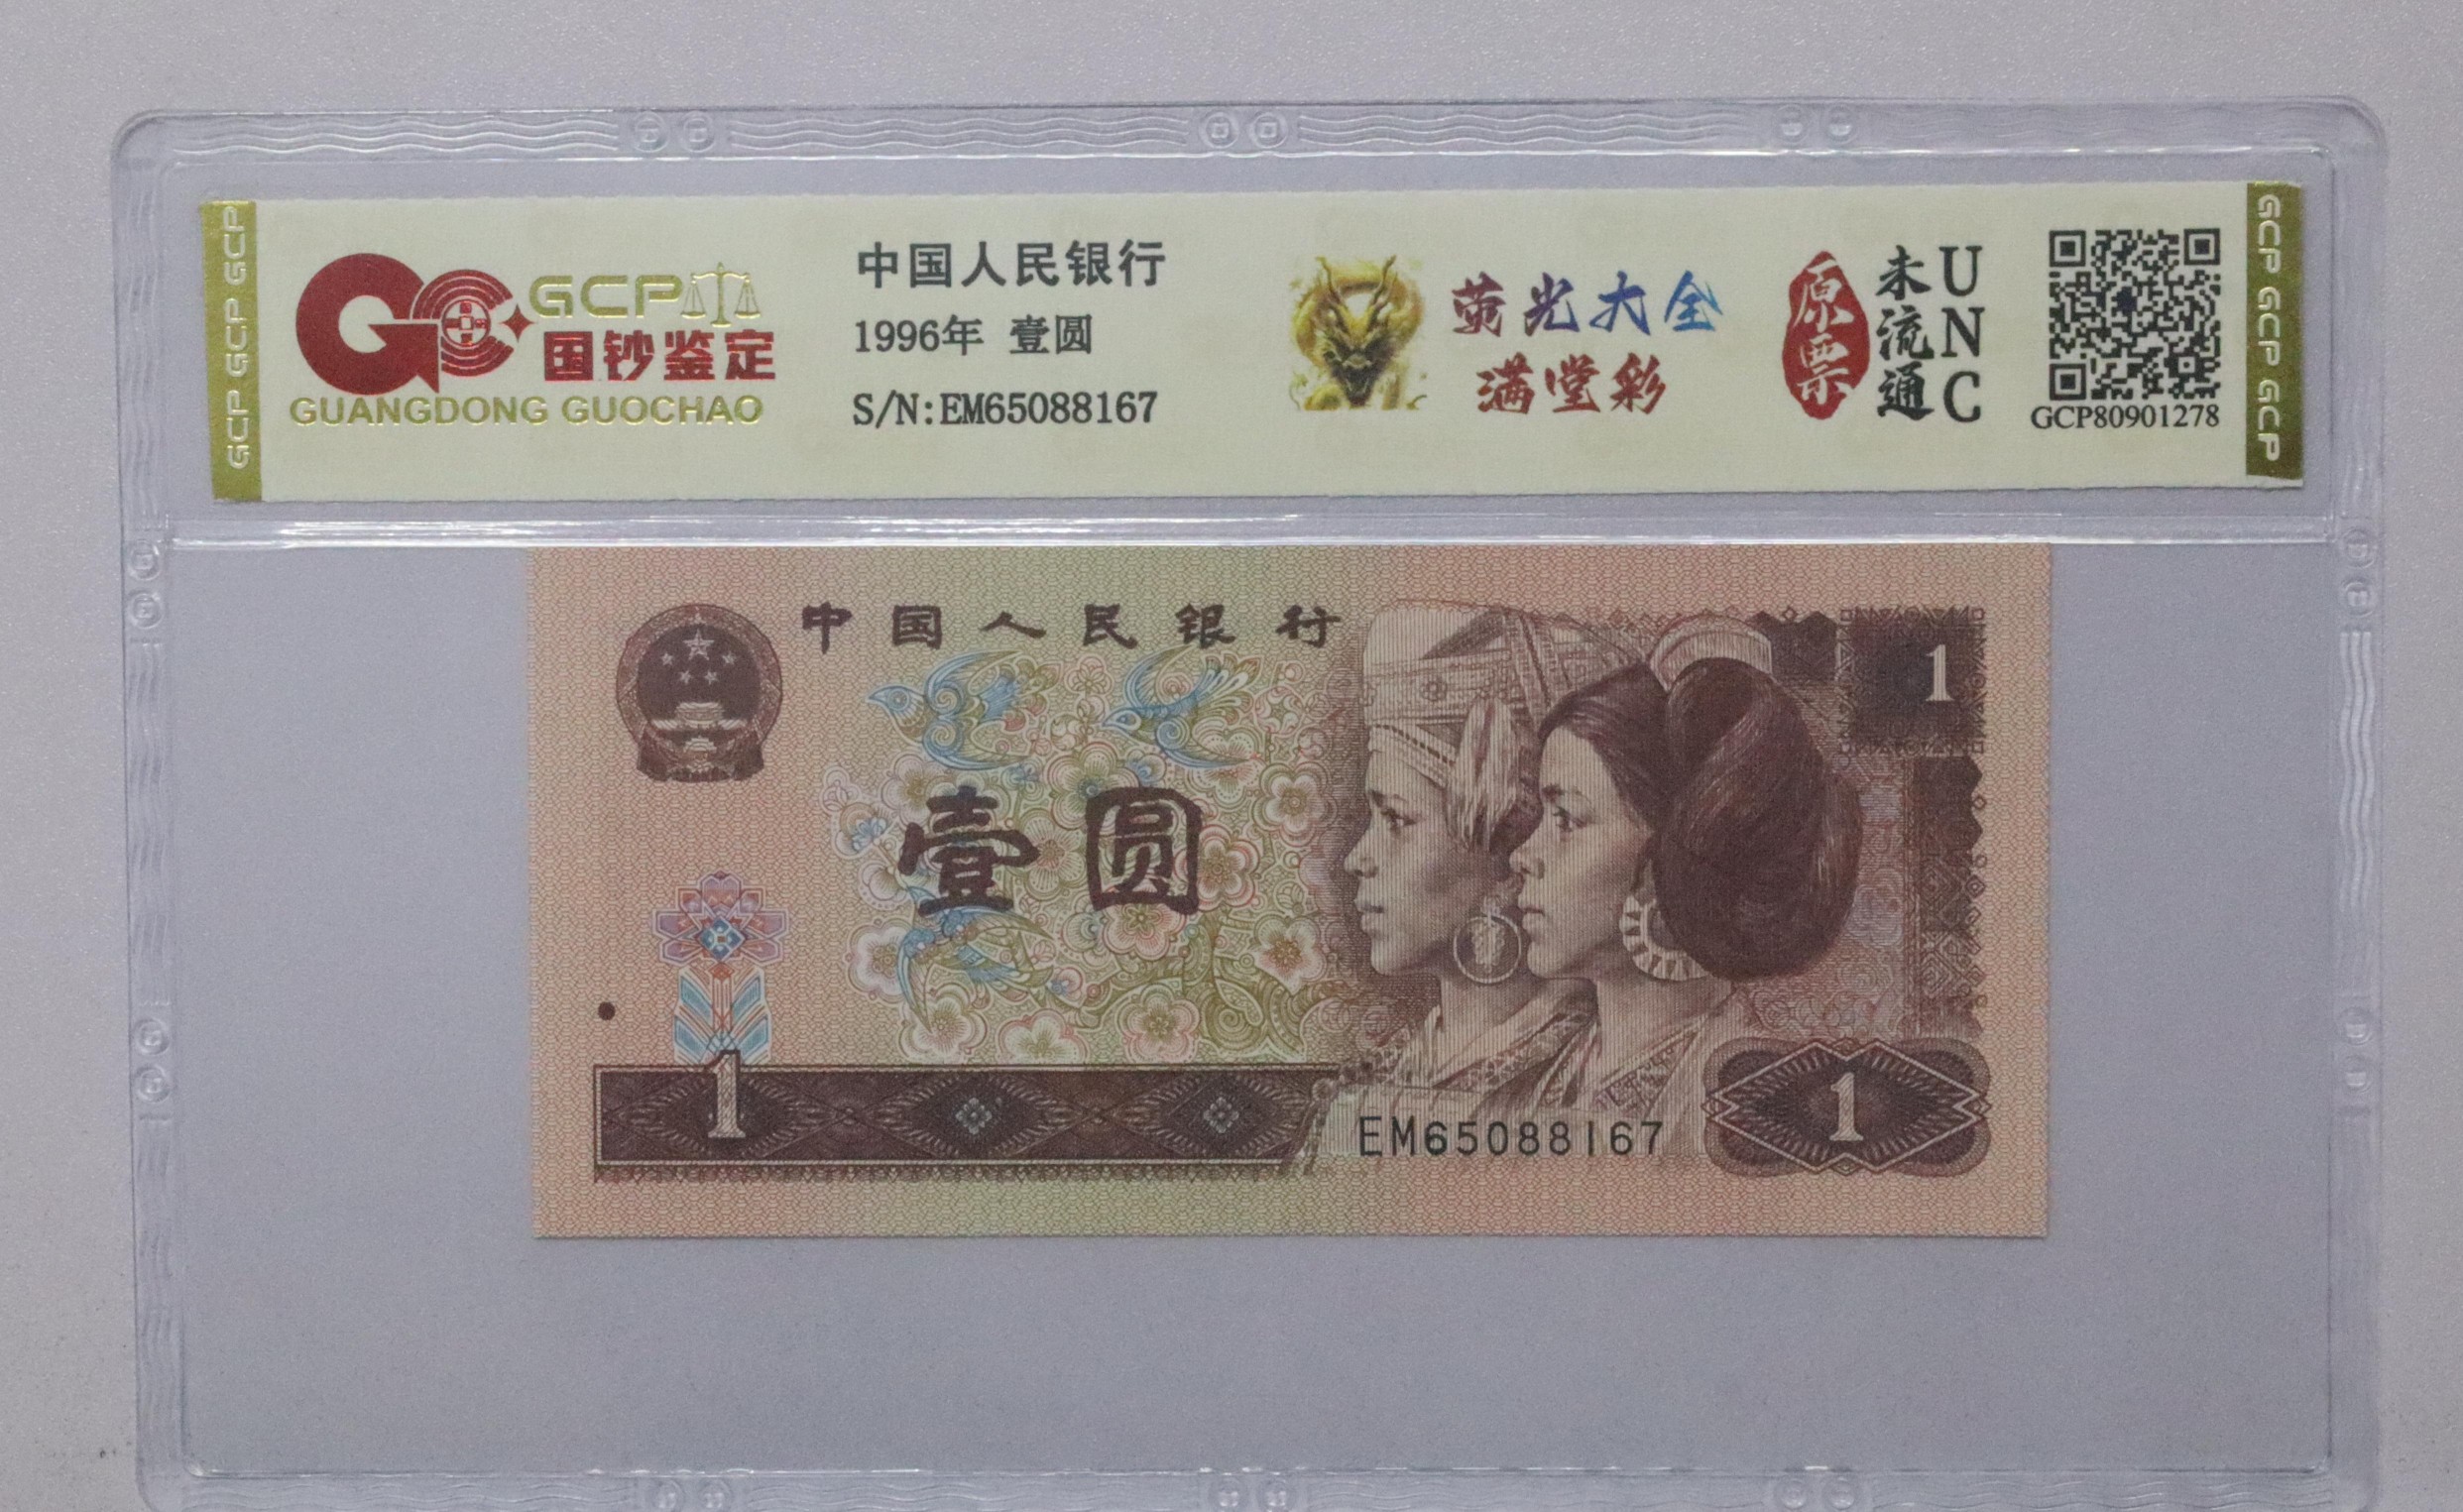 GCP GCP GCP GCP
GCP
国钞鉴定
GUANGDONG GUOCHAO
中国人民银行
1996年 壹圆
S/N:EM65088167
荧光大全
满堂彩
原票
未流通
UNC
GCP80901278
GCP GCP GCP GCP
中国人民银行
1
壹圆
1
EM65088167
1